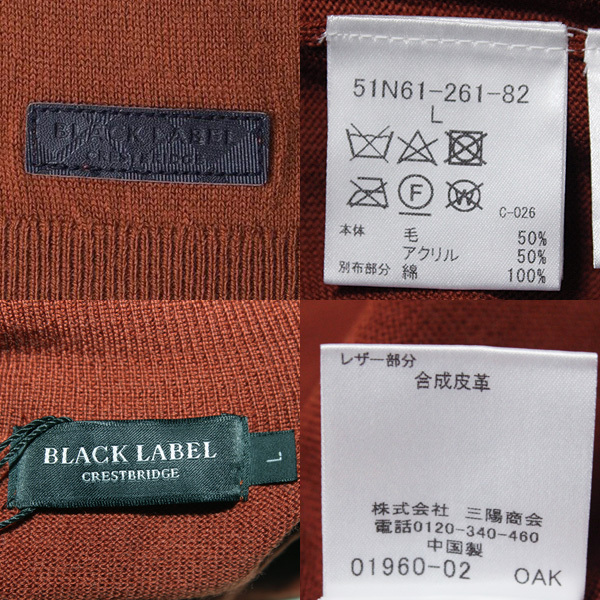 BLACK LABEL
CRESTBRIDGE
51N61-261-82
L
F
W
C-026
本体 毛 50%
アクリル 50%
別布部分 綿 100%
BLACK LABEL
CRESTBRIDGE
L
レザー部分
合成皮革
株式会社 三陽商会
電話0120-340-460
中国製
01960-02 OAK